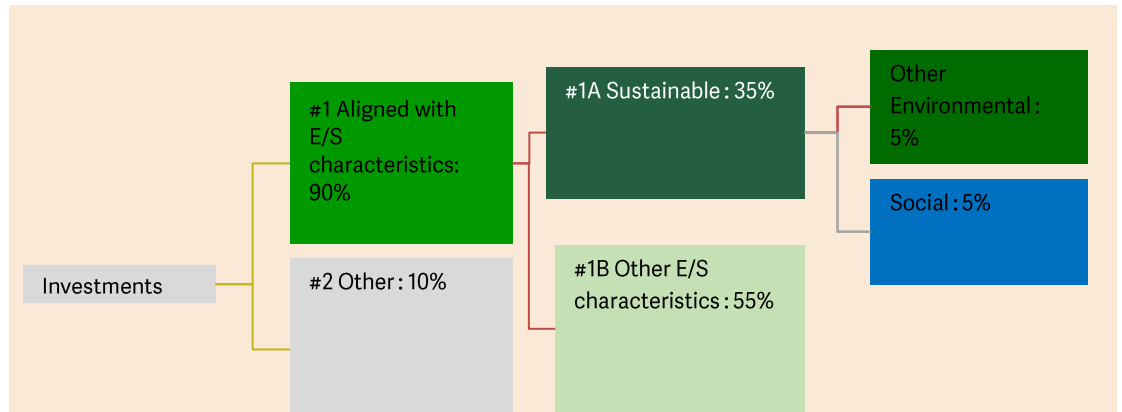 Investments
#1 Aligned with
E/S
characteristics:
90%
#2 Other : 10%
#1A Sustainable : 35%
#1B Other E/S
characteristics : 55%
Other
Environmental :
5%
Social : 5%